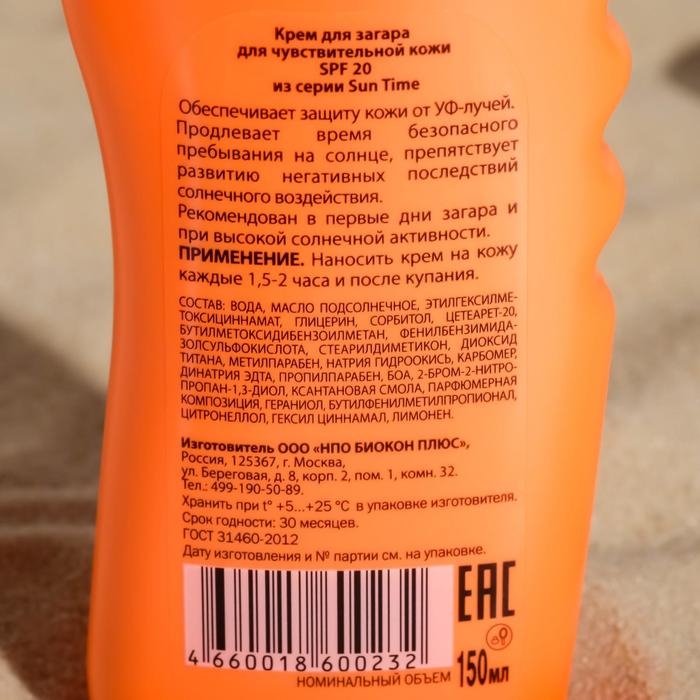 Крем для загара
для чувствительной кожи
SPF 20
из серии Sun Time
Обеспечивает защиту кожи от УФ-лучей.
Продлевает время безопасного
пребывания на солнце, препятствует
развитию негативных последствий
солнечного воздействия.
Рекомендован в первые дни загара и
при высокой солнечной активности.
ПРИМЕНЕНИЕ. Наносить крем на кожу
каждые 1,5-2 часа и после купания.
СОСТАВ: ВОДА, МАСЛО ПОДСОЛНЕЧНОЕ, ЭТИЛГЕКСИЛМЕ-
ТОКСИЦИННАМАТ, ГЛИЦЕРИН, СОРБИТОЛ, ЦЕТЕАРЕТ-20,
БУТИЛМЕТОКСИДИБЕНЗОИЛМЕТАН, ФЕНИЛБЕНЗИМИДА-
ЗОЛСУЛЬФОКИСЛОТА, СТЕАРИЛДИМЕТИКОН, ДИОКСИД
ТИТАНА, МЕТИЛПАРАБЕН, НАТРИЯ ГИДРООКИСЬ, КАРБОМЕР,
ДИНАТРИЯ ЭДТА, ПРОПИЛПАРАБЕН, БОА, 2-БРОМ-2-НИТРО-
ПРОПАН-1,3-ДИОЛ, КСАНТАНОВАЯ СМОЛА, ПАРФЮМЕРНАЯ
КОМПОЗИЦИЯ, ГЕРАНИОЛ, БУТИЛФЕНИЛМЕТИЛПРОПИОНАЛ,
ЦИТРОНЕЛЛОЛ, ГЕКСИЛ ЦИННАМАЛ, ЛИМОНЕН.
Изготовитель ООО «НПО БИОКОН ПЛЮС»,
Россия, 125367, г. Москва,
ул. Береговая, д. 8, корп. 2, пом. 1, комн. 32.
Тел.: 499-190-50-89.
Хранить при t° +5...+25 °C в упаковке изготовителя.
Срок годности: 30 месяцев.
ГОСТ 31460-2012
Дату изготовления и № партии см. на упаковке.
EAC
4 660018 600232
НОМИНАЛЬНЫЙ ОБЪЕМ 150мл